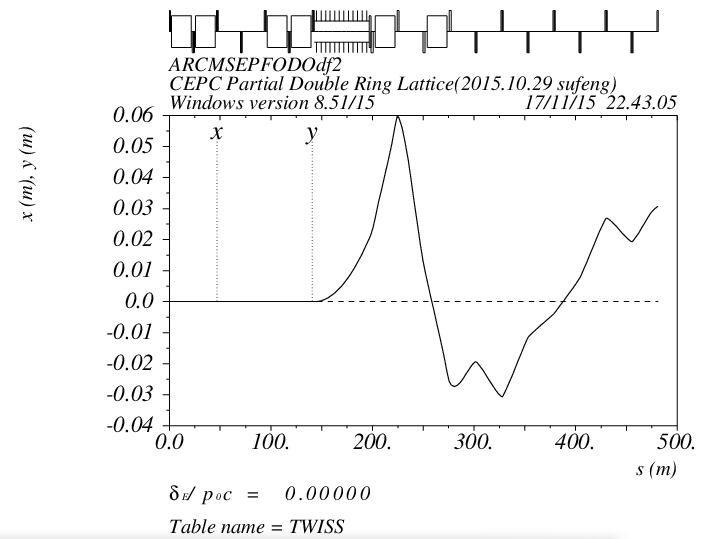 ARCMSEPFODOdf2
CEPC Partial Double Ring Lattice(2015.10.29 sufeng)
Windows version 8.51/15 17/11/15 22.43.05
x (m), y (m)
0.06
0.05
0.04
0.03
0.02
0.01
0.0
-0.01
-0.02
-0.03
-0.04
x y
0.0 100. 200. 300. 400. 500.
s (m)
δE/ p0c = 0.00000
Table name = TWISS